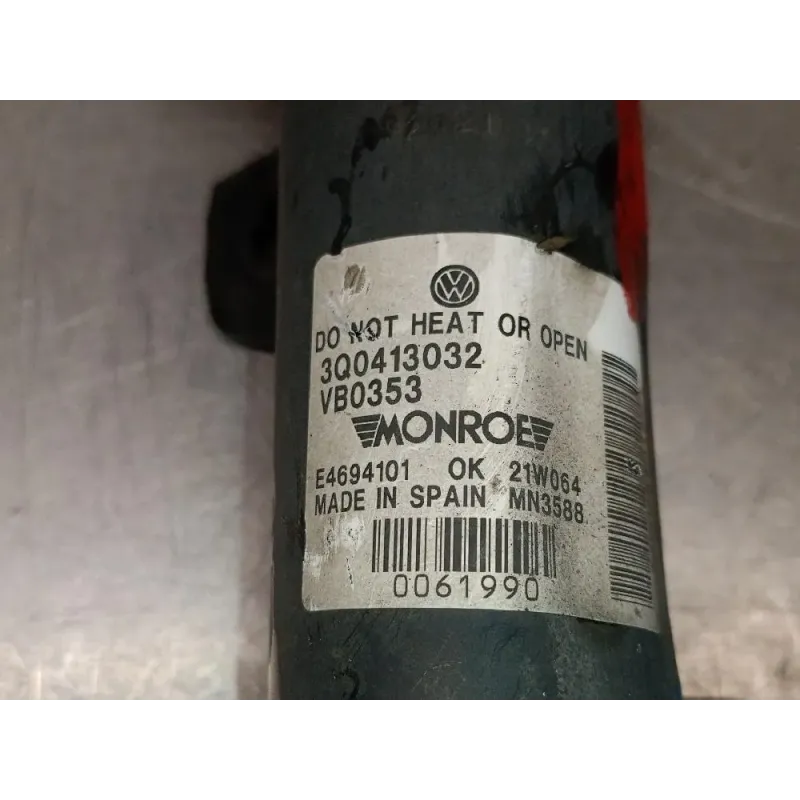 DO NOT HEAT OR OPEN
3Q0413032
VB0353
MONROE
E4694101 OK 21W064
MADE IN SPAIN MN3588
0061990